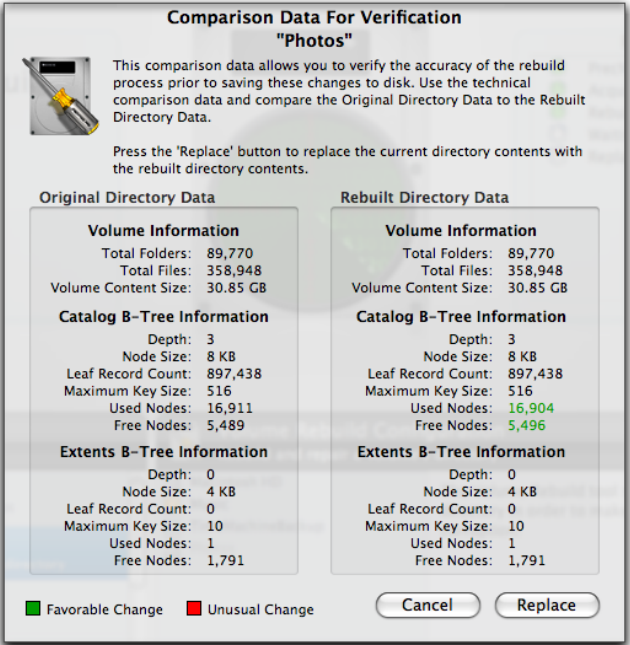 Comparison Data For Verification
"Photos"
This comparison data allows you to verify the accuracy of the rebuild
process prior to saving these changes to disk. Use the technical
comparison data and compare the Original Directory Data to the Rebuilt
Directory Data.
Press the 'Replace' button to replace the current directory contents with
the rebuilt directory contents.
Original Directory Data
Volume Information
Total Folders: 89,770
Total Files: 358,948
Volume Content Size: 30.85 GB
Catalog B-Tree Information
Depth: 3
Node Size: 8 KB
Leaf Record Count: 897,438
Maximum Key Size: 516
Used Nodes: 16,911
Free Nodes: 5,489
Extents B-Tree Information
Depth: 0
Node Size: 4 KB
Leaf Record Count: 0
Maximum Key Size: 10
Used Nodes: 1
Free Nodes: 1,791
Rebuilt Directory Data
Volume Information
Total Folders: 89,770
Total Files: 358,948
Volume Content Size: 30.85 GB
Catalog B-Tree Information
Depth: 3
Node Size: 8 KB
Leaf Record Count: 897,438
Maximum Key Size: 516
Used Nodes: 16,904
Free Nodes: 5,496
Extents B-Tree Information
Depth: 0
Node Size: 4 KB
Leaf Record Count: 0
Maximum Key Size: 10
Used Nodes: 1
Free Nodes: 1,791
Favorable Change
Unusual Change
Cancel
Replace